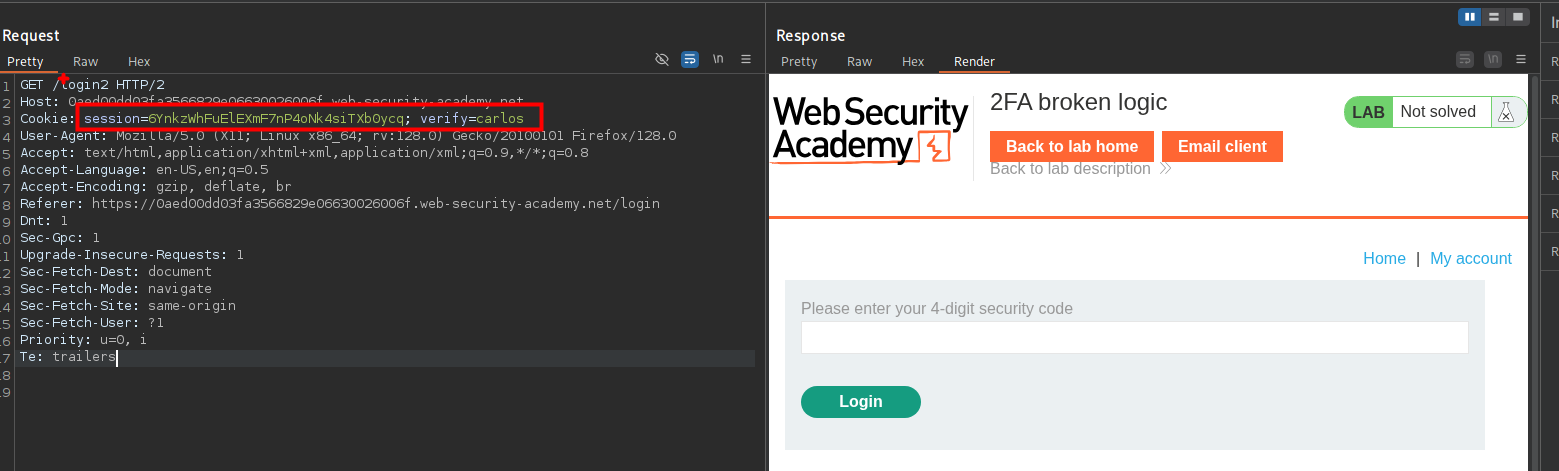 Request
Pretty Raw Hex
\n
1 GET /login2 HTTP/2
2 Host: 0aed00dd03fa3566829e06630026006f.web-security-academy.net
3 Cookie: session=6YnkzWhFuElEXmF7nP4oNk4siTXbOycq; verify=carlos
4 User-Agent: Mozilla/5.0 (X11; Linux x86_64; rv:128.0) Gecko/20100101 Firefox/128.0
5 Accept: text/html,application/xhtml+xml,application/xml;q=0.9,*/*;q=0.8
6 Accept-Language: en-US,en;q=0.5
7 Accept-Encoding: gzip, deflate, br
8 Referer: https://0aed00dd03fa3566829e06630026006f.web-security-academy.net/login
9 Dnt: 1
10 Sec-Gpc: 1
11 Upgrade-Insecure-Requests: 1
12 Sec-Fetch-Dest: document
13 Sec-Fetch-Mode: navigate
14 Sec-Fetch-Site: same-origin
15 Sec-Fetch-User: ?1
16 Priority: u=0, i
17 Te: trailers
18
19
Response
Pretty Raw Hex Render
\n
Web Security
Academy
2FA broken logic
LAB Not solved
Back to lab home Email client
Back to lab description
Home | My account
Please enter your 4-digit security code
Login
In
R
R
R
R
R
R